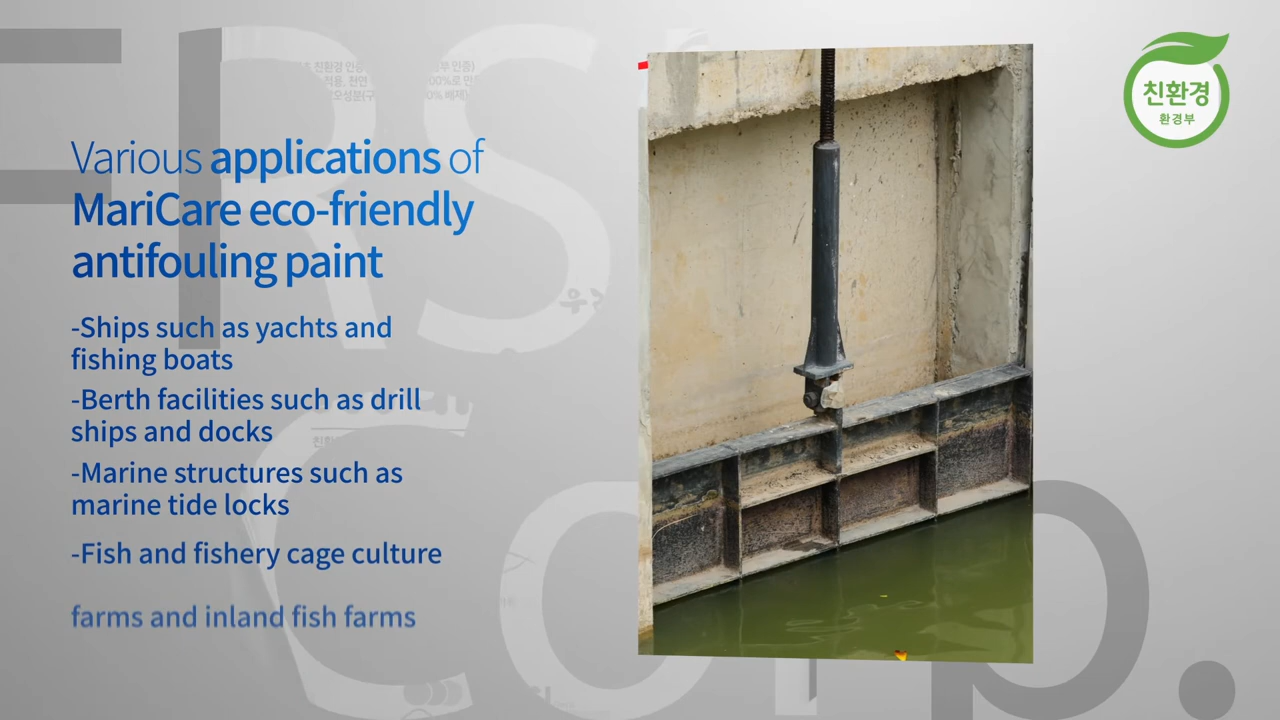 Various applications of
MariCare eco-friendly
antifouling paint
-Ships such as yachts and
fishing boats
-Berth facilities such as drill
ships and docks
-Marine structures such as
marine tide locks
-Fish and fishery cage culture
farms and inland fish farms
친환경
환경부
Corp.